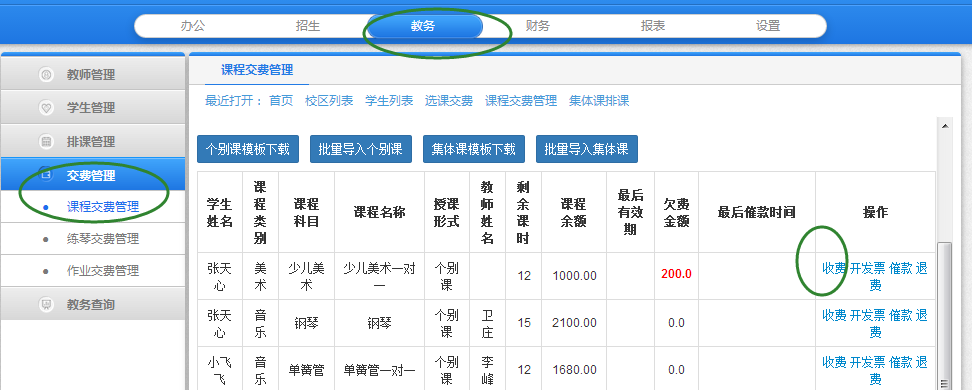 办公 招生 教务 财务 报表 设置
教师管理
学生管理
排课管理
交费管理
课程交费管理
练琴交费管理
作业交费管理
教务查询
课程交费管理
最近打开： 首页 校区列表 学生列表 选课交费 课程交费管理 集体课排课
个别课模板下载 批量导入个别课 集体课模板下载 批量导入集体课
学生姓名 课程类别 课程科目 课程名称 授课形式 教师姓名 剩余课时 课程余额 最后有效期 欠费金额 最后催款时间 操作
张天心 美术 少儿美术 少儿美术一对一 个别课 12 1000.00 200.0 收费 开发票 催款 退费
张天心 音乐 钢琴 钢琴 个别课 卫庄 15 2100.00 0.0 收费 开发票 催款 退费
小飞飞 音乐 单簧管 单簧管一对一 个别课 李峰 12 1680.00 0.0 收费 开发票 催款 退费